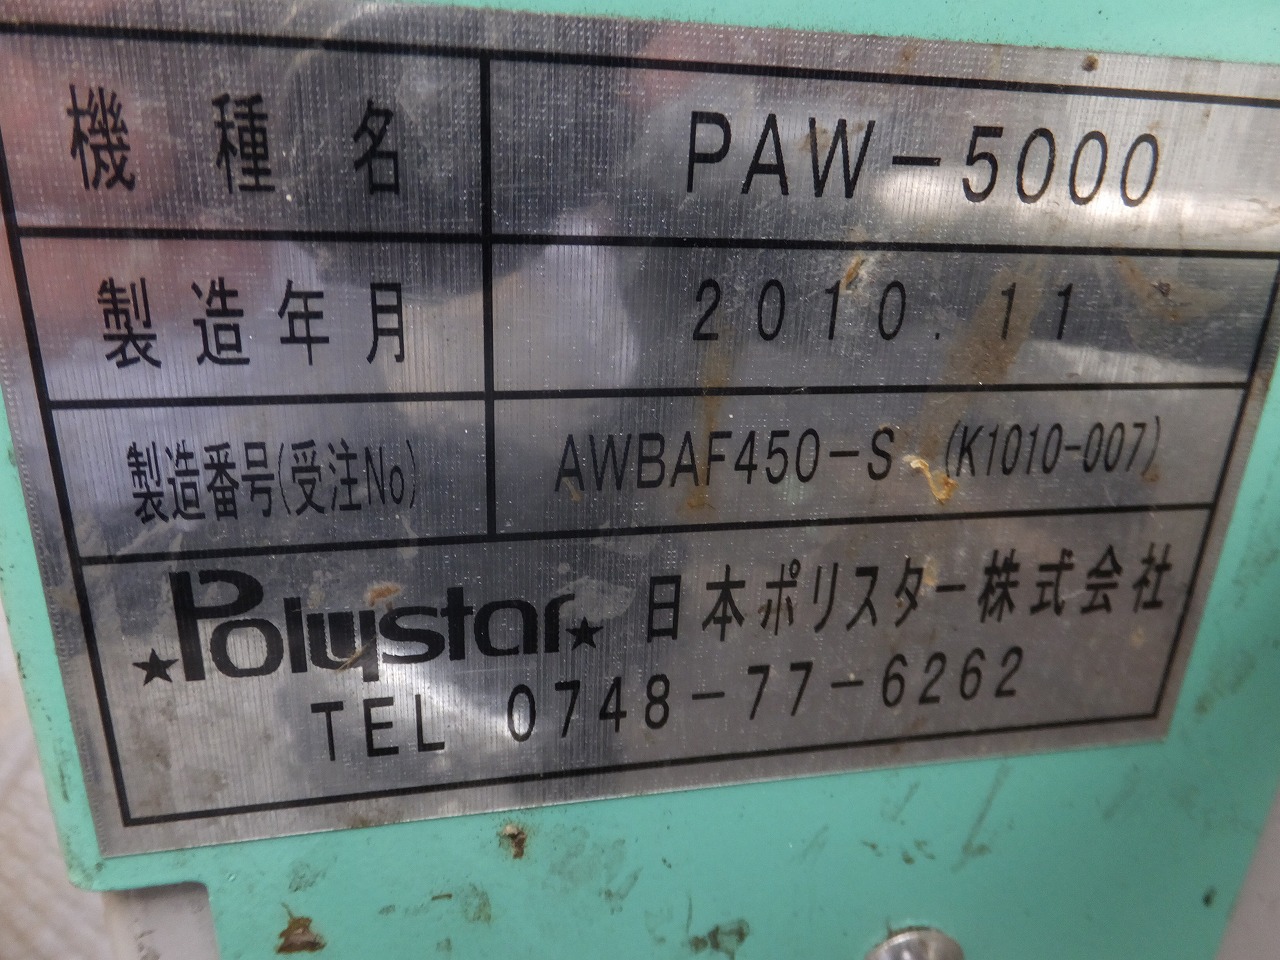 機種名 PAW-5000
製造年月 2010.11
製造番号(受注No) AWBAF450-S (K1010-007)
★Polystar★ 日本ポリスター株式会社
TEL 0748-77-6262